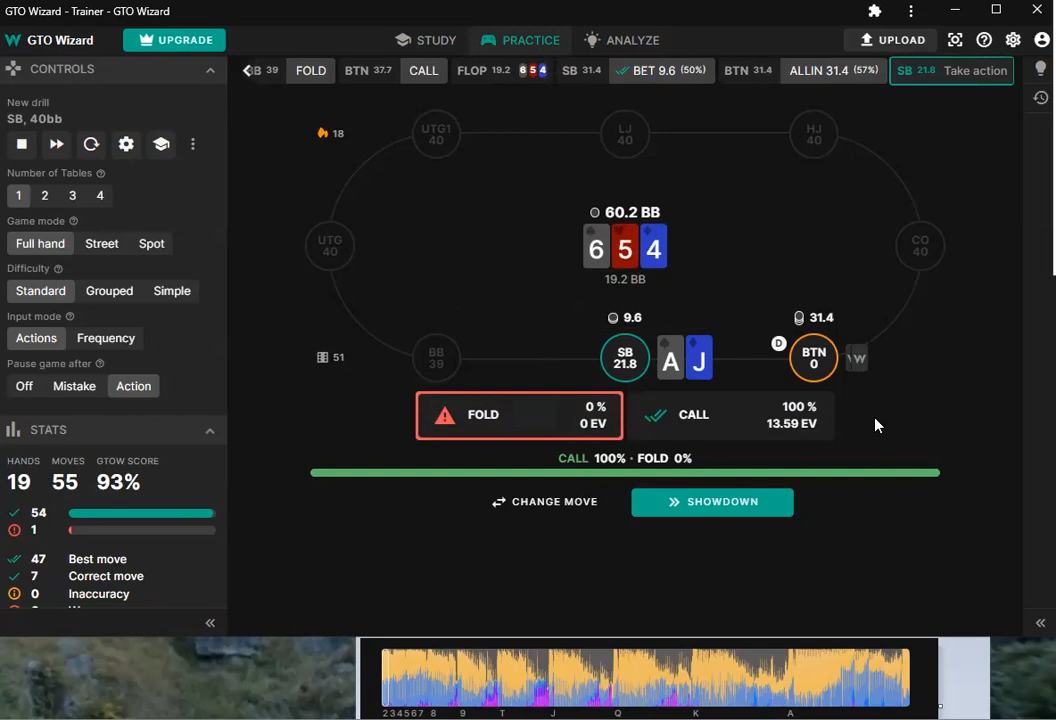 GTO Wizard - Trainer - GTO Wizard
GTO Wizard
UPGRADE
STUDY
PRACTICE
ANALYZE
UPLOAD
CONTROLS
B 39
FOLD
BTN 37.7
CALL
FLOP 19.2 6 5 4
SB 31.4
BET 9.6 (50%)
BTN 31.4
ALLIN 31.4 (57%)
SB 21.8 Take action
New drill
SB, 40bb
Number of Tables
1 2 3 4
Game mode
Full hand Street Spot
Difficulty
Standard Grouped Simple
Input mode
Actions Frequency
Pause game after
Off Mistake Action
STATS
HANDS MOVES GTOW SCORE
19 55 93%
54
1
47 Best move
7 Correct move
0 Inaccuracy
18
UTG1
40
LJ
40
HJ
40
UTG
40
60.2 BB
6 5 4
19.2 BB
CO
40
9.6
31.4
51
BB
39
SB
21.8
A J
D
BTN
0
W
FOLD 0 %
0 EV
CALL 100 %
13.59 EV
CALL 100% · FOLD 0%
CHANGE MOVE
SHOWDOWN
2 3 4 5 6 7 8 9 T J Q K A